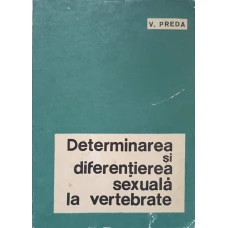 V. PREDA
Determinarea
și
diferențierea
sexuală
la vertebrate